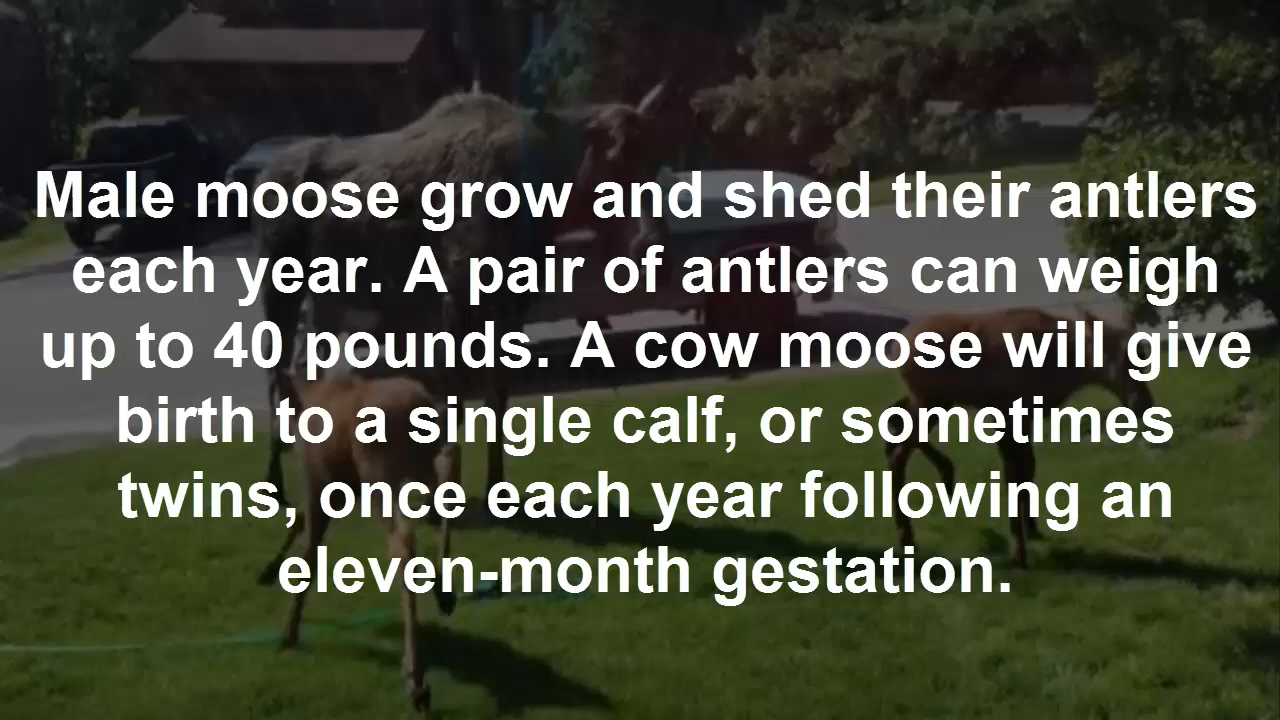 Male moose grow and shed their antlers
each year. A pair of antlers can weigh
up to 40 pounds. A cow moose will give
birth to a single calf, or sometimes
twins, once each year following an
eleven-month gestation.